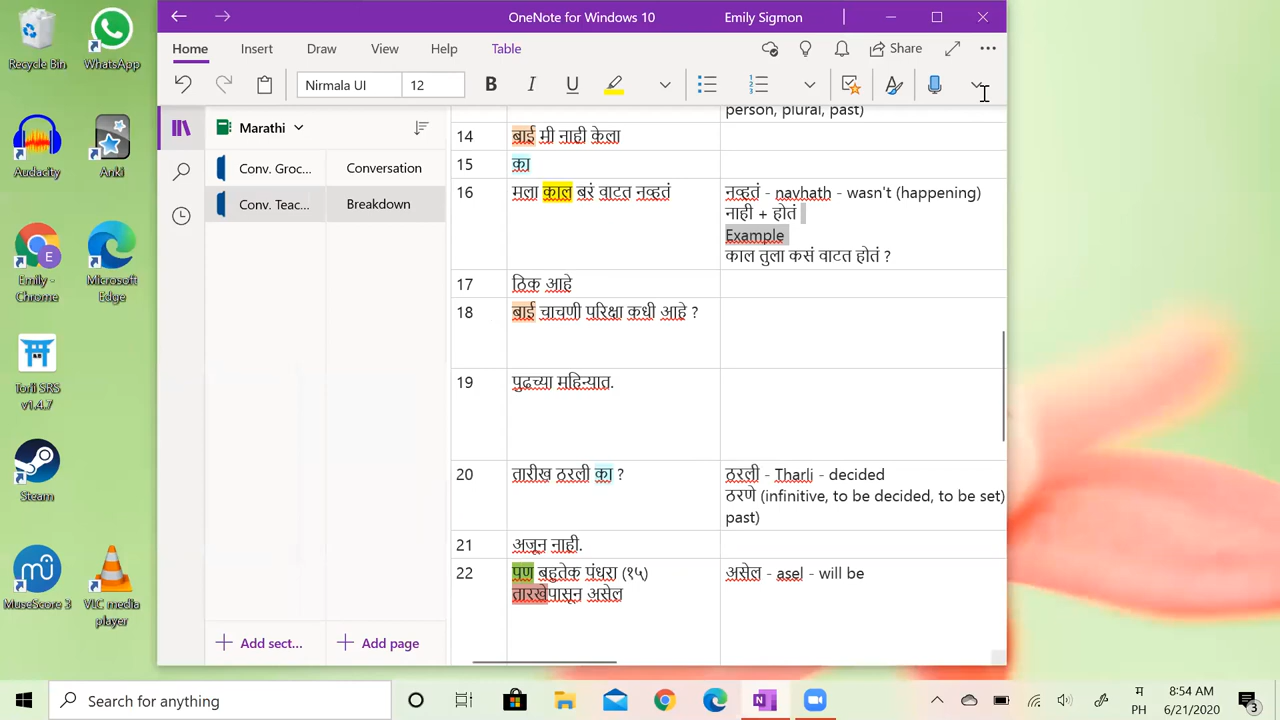 OneNote for Windows 10
Emily Sigmon
Home Insert Draw View Help Table
Share
Nirmala UI 12 B I U
Marathi
Conv. Groc... Conversation
Conv. Teac... Breakdown
person, plural, past)
14 बाई मी नाही केला
15 का
16 मला काल बरं वाटत नव्हतं
नव्हतं - navhath - wasn't (happening)
नाही + होतं
Example
काल तुला कसं वाटत होतं ?
17 ठिक आहे
18 बाई चाचणी परिक्षा कधी आहे ?
19 पुढच्या महिन्यात.
20 तारीख ठरली का ?
ठरली - Tharli - decided
ठरणे (infinitive, to be decided, to be set)
past)
21 अजून नाही.
22 पण बहुतेक पंधरा (१५)
तारखेपासून असेल
असेल - asel - will be
+ Add sect... + Add page
Recycle Bin
WhatsApp
Audacity
Anki
Emily -
Chrome
Microsoft
Edge
Torii SRS
v1.4.7
Steam
MuseScore 3
VLC media
player
Search for anything
म
PH
8:54 AM
6/21/2020
3